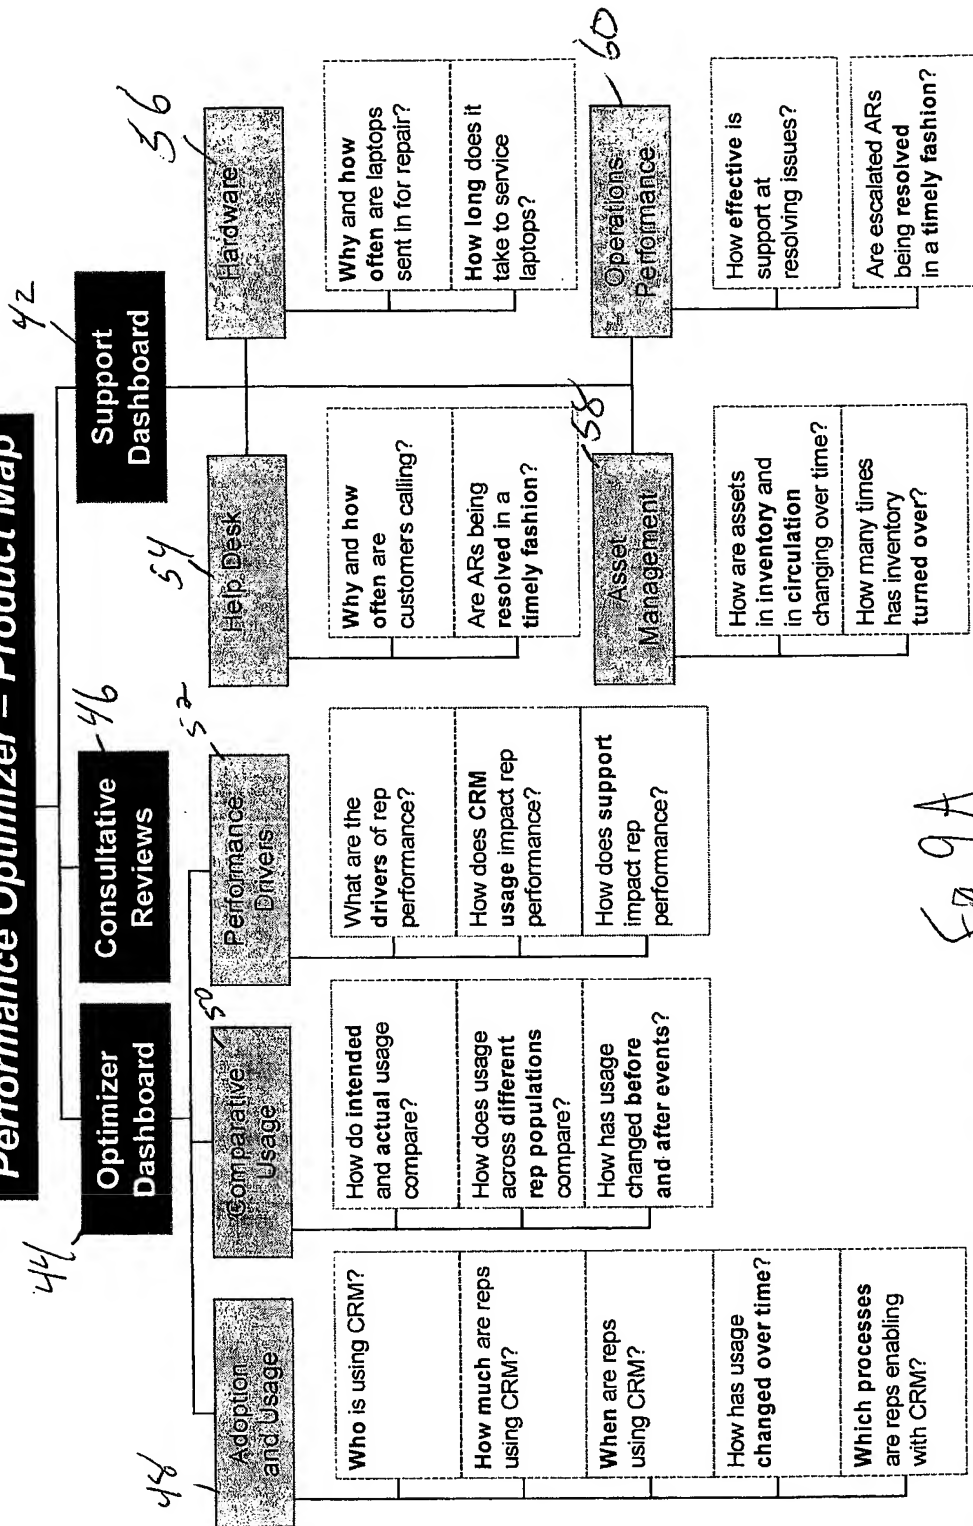 Performance Optimizer – Product Map
44
Optimizer
Dashboard
46
Consultative
Reviews
42
Support
Dashboard
48
Adoption
and Usage
Who is using CRM?
How much are reps
using CRM?
When are reps
using CRM?
How has usage
changed over time?
Which processes
are reps enabling
with CRM?
50
Comparative
Usage
How do intended
and actual usage
compare?
How does usage
across different
rep populations
compare?
How has usage
changed before
and after events?
52
Performance
Drivers
What are the
drivers of rep
performance?
How does CRM
usage impact rep
performance?
How does support
impact rep
performance?
54
Help Desk
Why and how
often are
customers calling?
Are ARs being
resolved in a
timely fashion?
56
Hardware
Why and how
often are laptops
sent in for repair?
How long does it
take to service
laptops?
58
Asset
Management
How are assets
in inventory and
in circulation
changing over time?
How many times
has inventory
turned over?
60
Operations
Performance
How effective is
support at
resolving issues?
Are escalated ARs
being resolved
in a timely fashion?
Fig 9A